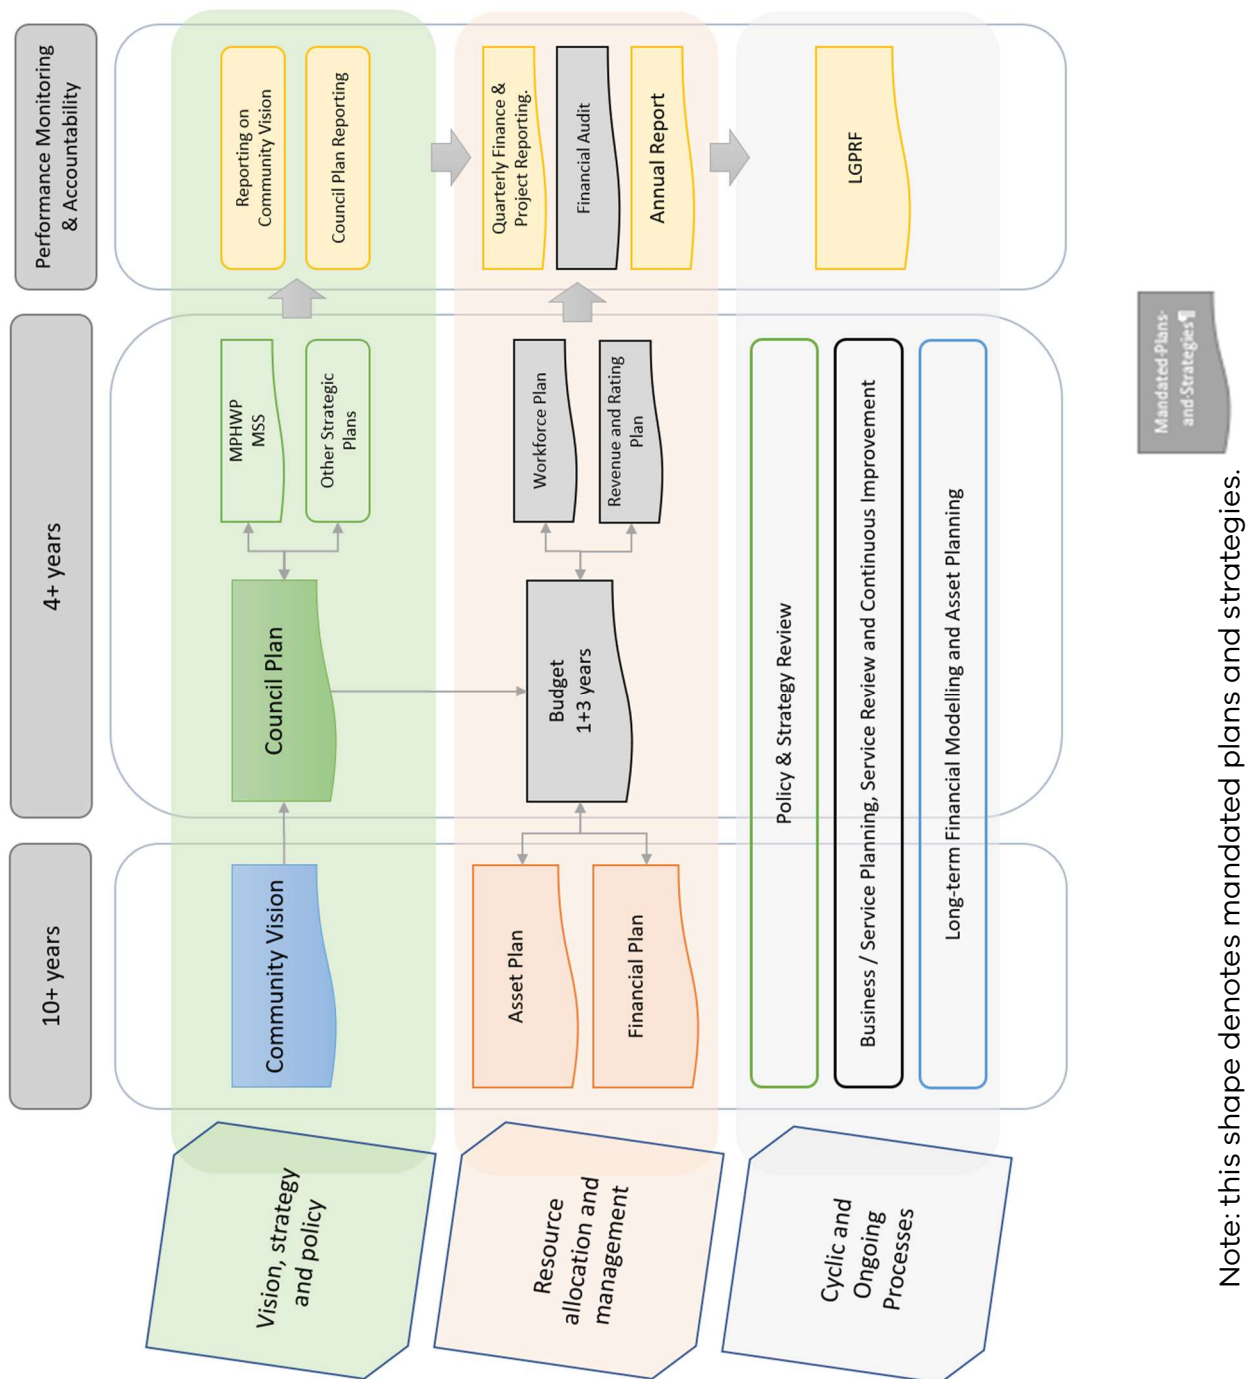 10+ years
4+ years
Performance Monitoring
& Accountability
Vision, strategy
and policy
Community Vision
Council Plan
MPHWP
MSS
Other Strategic
Plans
Reporting on
Community Vision
Council Plan Reporting
Resource
allocation and
management
Asset Plan
Financial Plan
Budget
1+3 years
Workforce Plan
Revenue and Rating
Plan
Quarterly Finance &
Project Reporting.
Financial Audit
Annual Report
Cyclic and
Ongoing
Processes
Policy & Strategy Review
Business / Service Planning, Service Review and Continuous Improvement
Long-term Financial Modelling and Asset Planning
LGPRF
Mandated·Plans·
and·Strategies¶
Note: this shape denotes mandated plans and strategies.